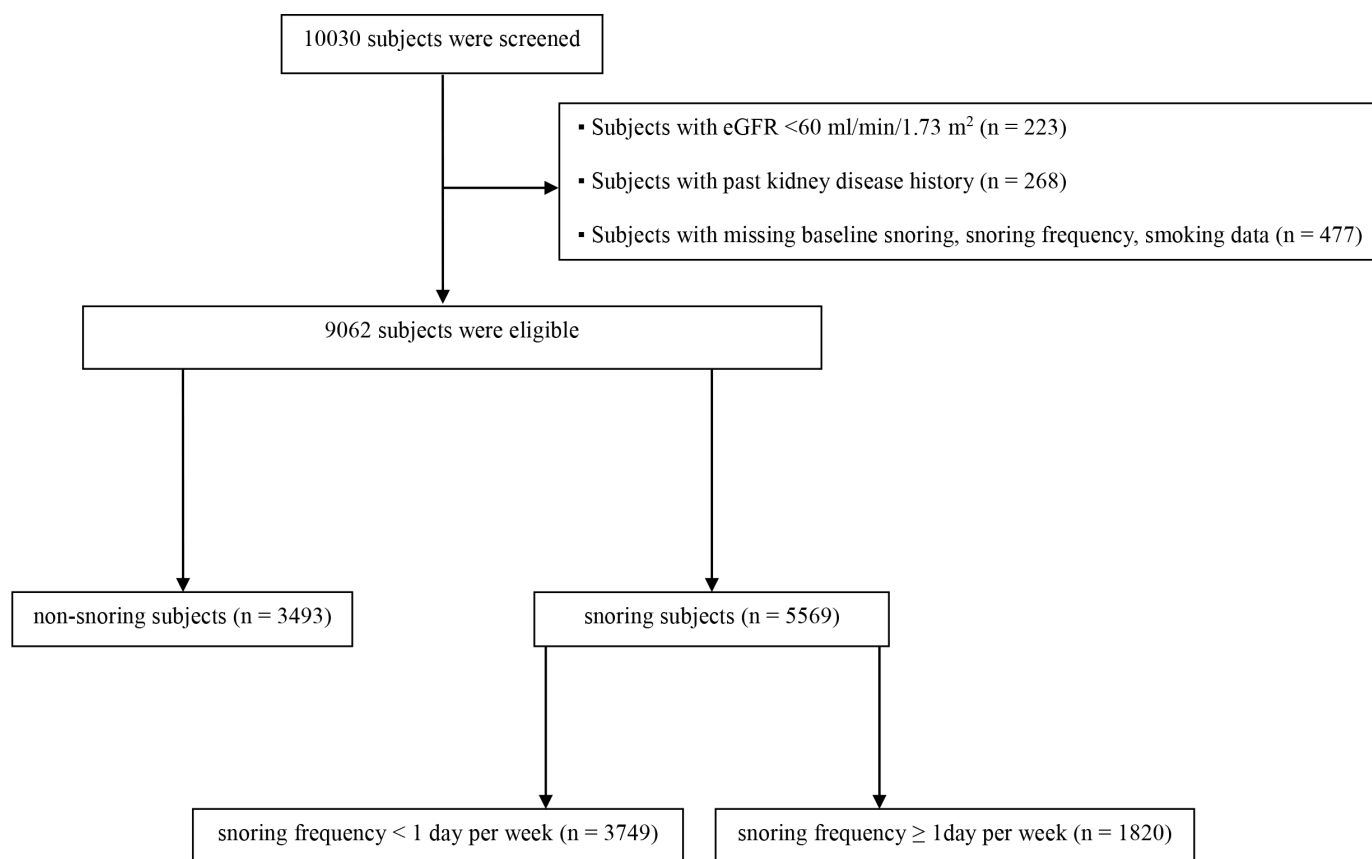 10030 subjects were screened
▪ Subjects with eGFR <60 ml/min/1.73 m² (n = 223)
▪ Subjects with past kidney disease history (n = 268)
▪ Subjects with missing baseline snoring, snoring frequency, smoking data (n = 477)
9062 subjects were eligible
non-snoring subjects (n = 3493)
snoring subjects (n = 5569)
snoring frequency < 1 day per week (n = 3749)
snoring frequency ≥ 1day per week (n = 1820)